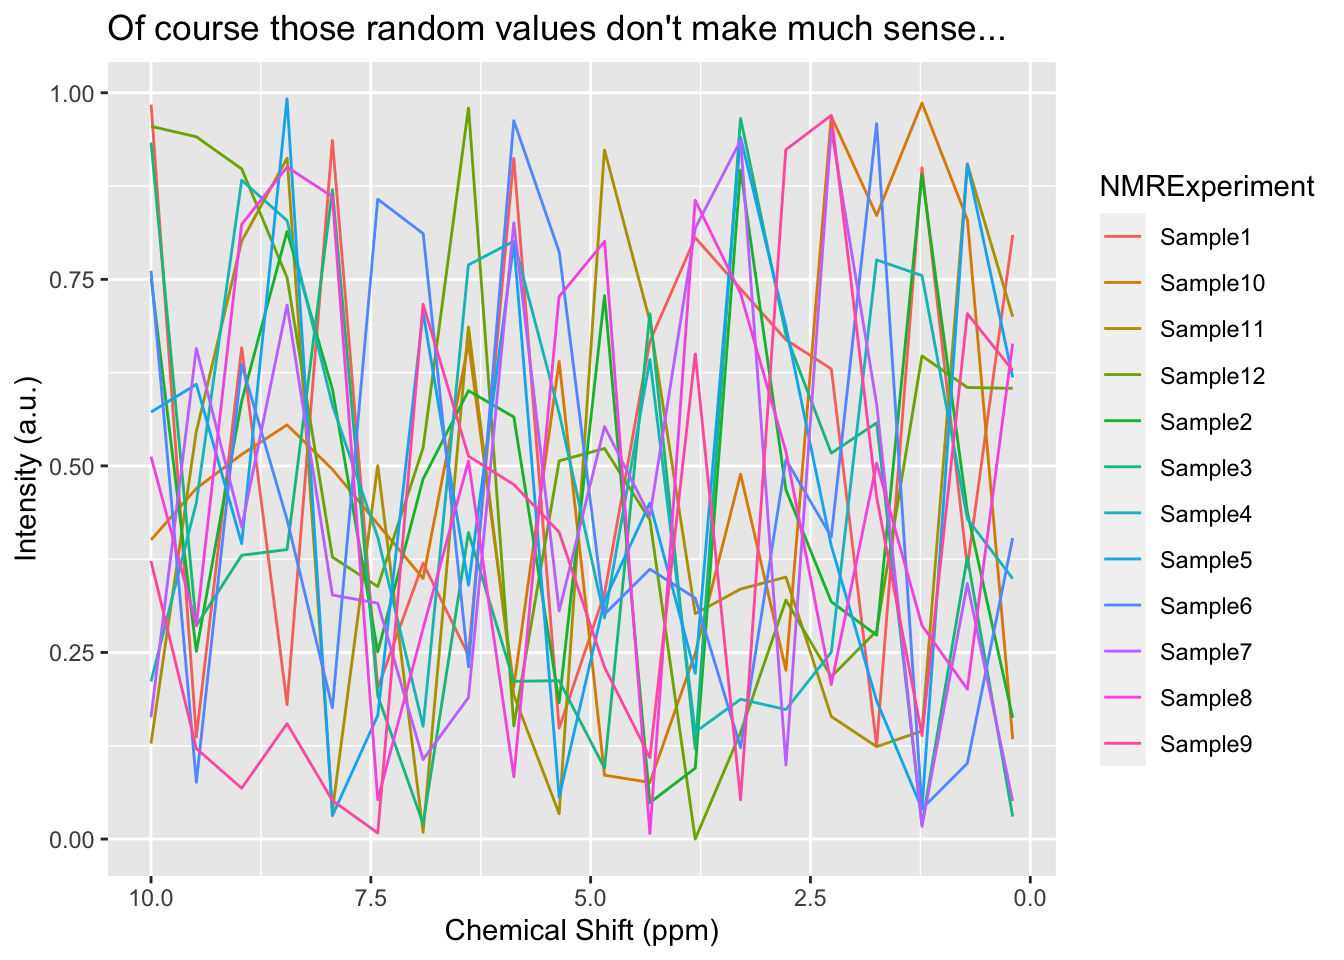 Of course those random values don't make much sense...
Intensity (a.u.)
1.00
0.75
0.50
0.25
0.00
10.0
7.5
5.0
2.5
0.0
Chemical Shift (ppm)
NMRExperiment
Sample1
Sample10
Sample11
Sample12
Sample2
Sample3
Sample4
Sample5
Sample6
Sample7
Sample8
Sample9